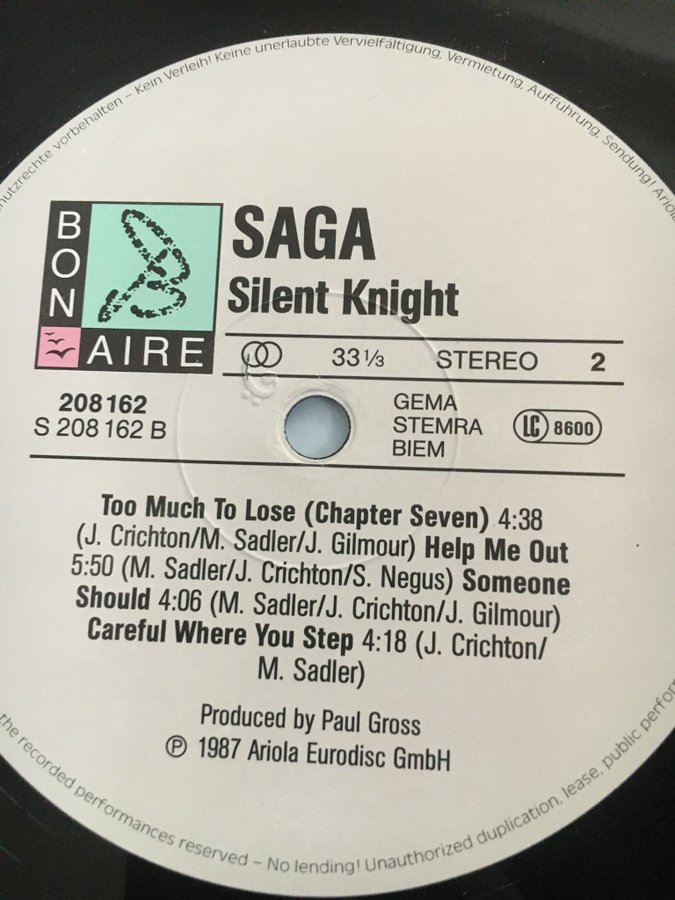 nutzrechte vorbehalten – Kein Verleih! Keine unerlaubte Vervielfältigung, Vermietung, Aufführung, Sendung! Ariola
BON
AIRE
SAGA
Silent Knight
33 1/3 STEREO 2
208 162
S 208 162 B
GEMA
STEMRA
BIEM
LC 8600
Too Much To Lose (Chapter Seven) 4:38
(J. Crichton/M. Sadler/J. Gilmour) Help Me Out
5:50 (M. Sadler/J. Crichton/S. Negus) Someone
Should 4:06 (M. Sadler/J. Crichton/J. Gilmour)
Careful Where You Step 4:18 (J. Crichton/
M. Sadler)
Produced by Paul Gross
℗ 1987 Ariola Eurodisc GmbH
the recorded performances reserved – No lending! Unauthorized duplication, lease, public perfor